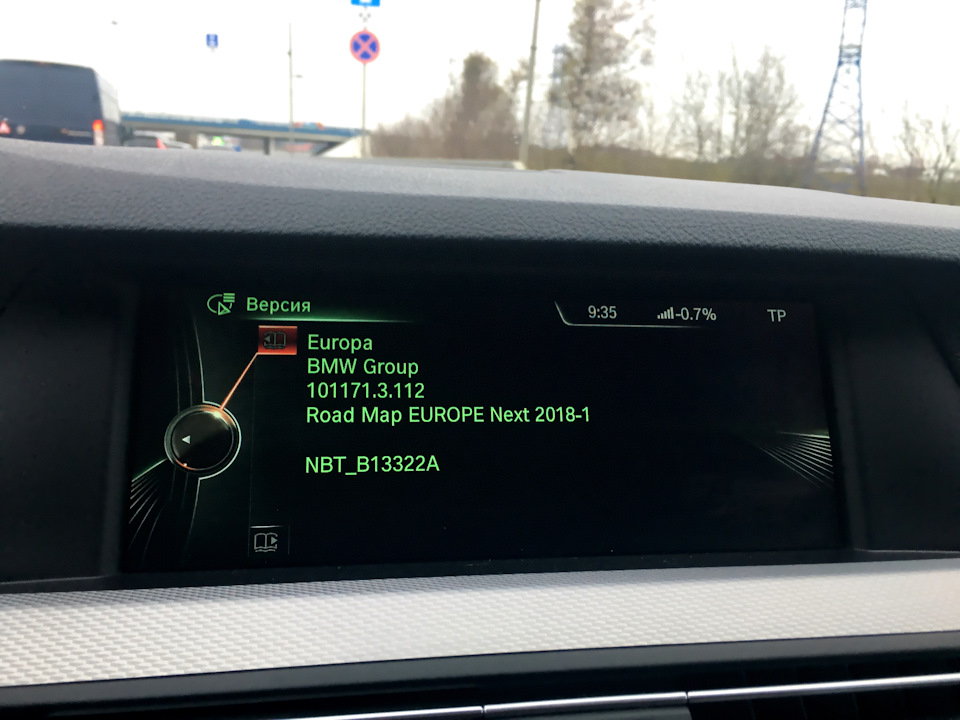 Версия
9:35
-0.7%
TP
Europa
BMW Group
101171.3.112
Road Map EUROPE Next 2018-1
NBT_B13322A